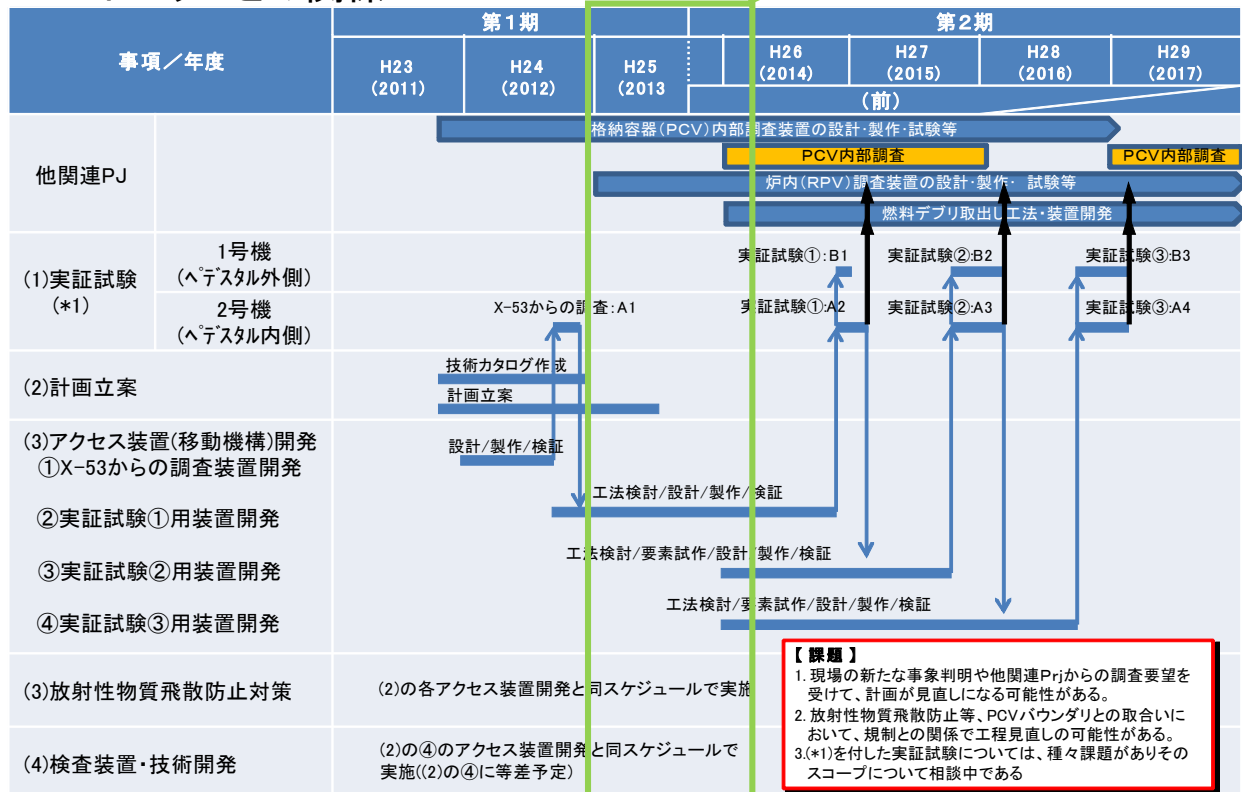 第1期
第2期
事項/年度
H23
(2011)
H24
(2012)
H25
(2013
H26
(2014)
H27
(2015)
H28
(2016)
H29
(2017)
(前)
他関連PJ
格納容器(PCV)内部調査装置の設計・製作・試験等
PCV内部調査
PCV内部調査
炉内(RPV)調査装置の設計・製作・ 試験等
燃料デブリ取出し工法・装置開発
(1)実証試験
(*1)
1号機
(ペデスタル外側)
実証試験①:B1
実証試験②:B2
実証試験③:B3
2号機
(ペデスタル内側)
X-53からの調査:A1
実証試験①:A2
実証試験②:A3
実証試験③:A4
(2)計画立案
技術カタログ作成
計画立案
(3)アクセス装置(移動機構)開発
①X-53からの調査装置開発
設計/製作/検証
②実証試験①用装置開発
工法検討/設計/製作/検証
③実証試験②用装置開発
工法検討/要素試作/設計/製作/検証
④実証試験③用装置開発
工法検討/要素試作/設計/製作/検証
(3)放射性物質飛散防止対策
(2)の各アクセス装置開発と同スケジュールで実施
(4)検査装置・技術開発
(2)の④のアクセス装置開発と同スケジュールで
実施((2)の④に等差予定)
【 課題 】
1. 現場の新たな事象判明や他関連Prjからの調査要望を
受けて、計画が見直しになる可能性がある。
2. 放射性物質飛散防止等、PCVバウンダリとの取合いに
おいて、規制との関係で工程見直しの可能性がある。
3.(*1)を付した実証試験については、種々課題がありその
スコープについて相談中である